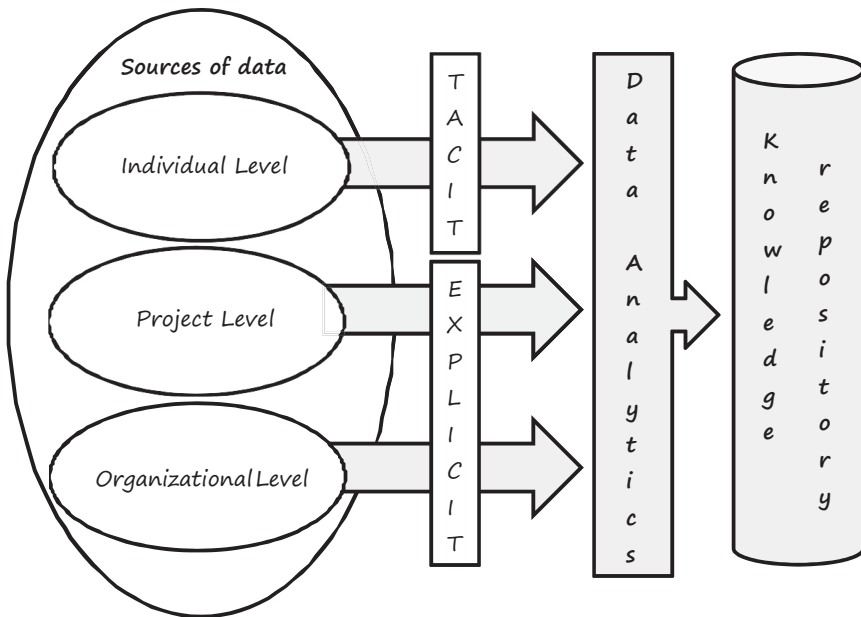 Sources of data
Individual Level
Project Level
Organizational Level
TACIT
EXPLICIT
Data Analytics
Knowledge
repository